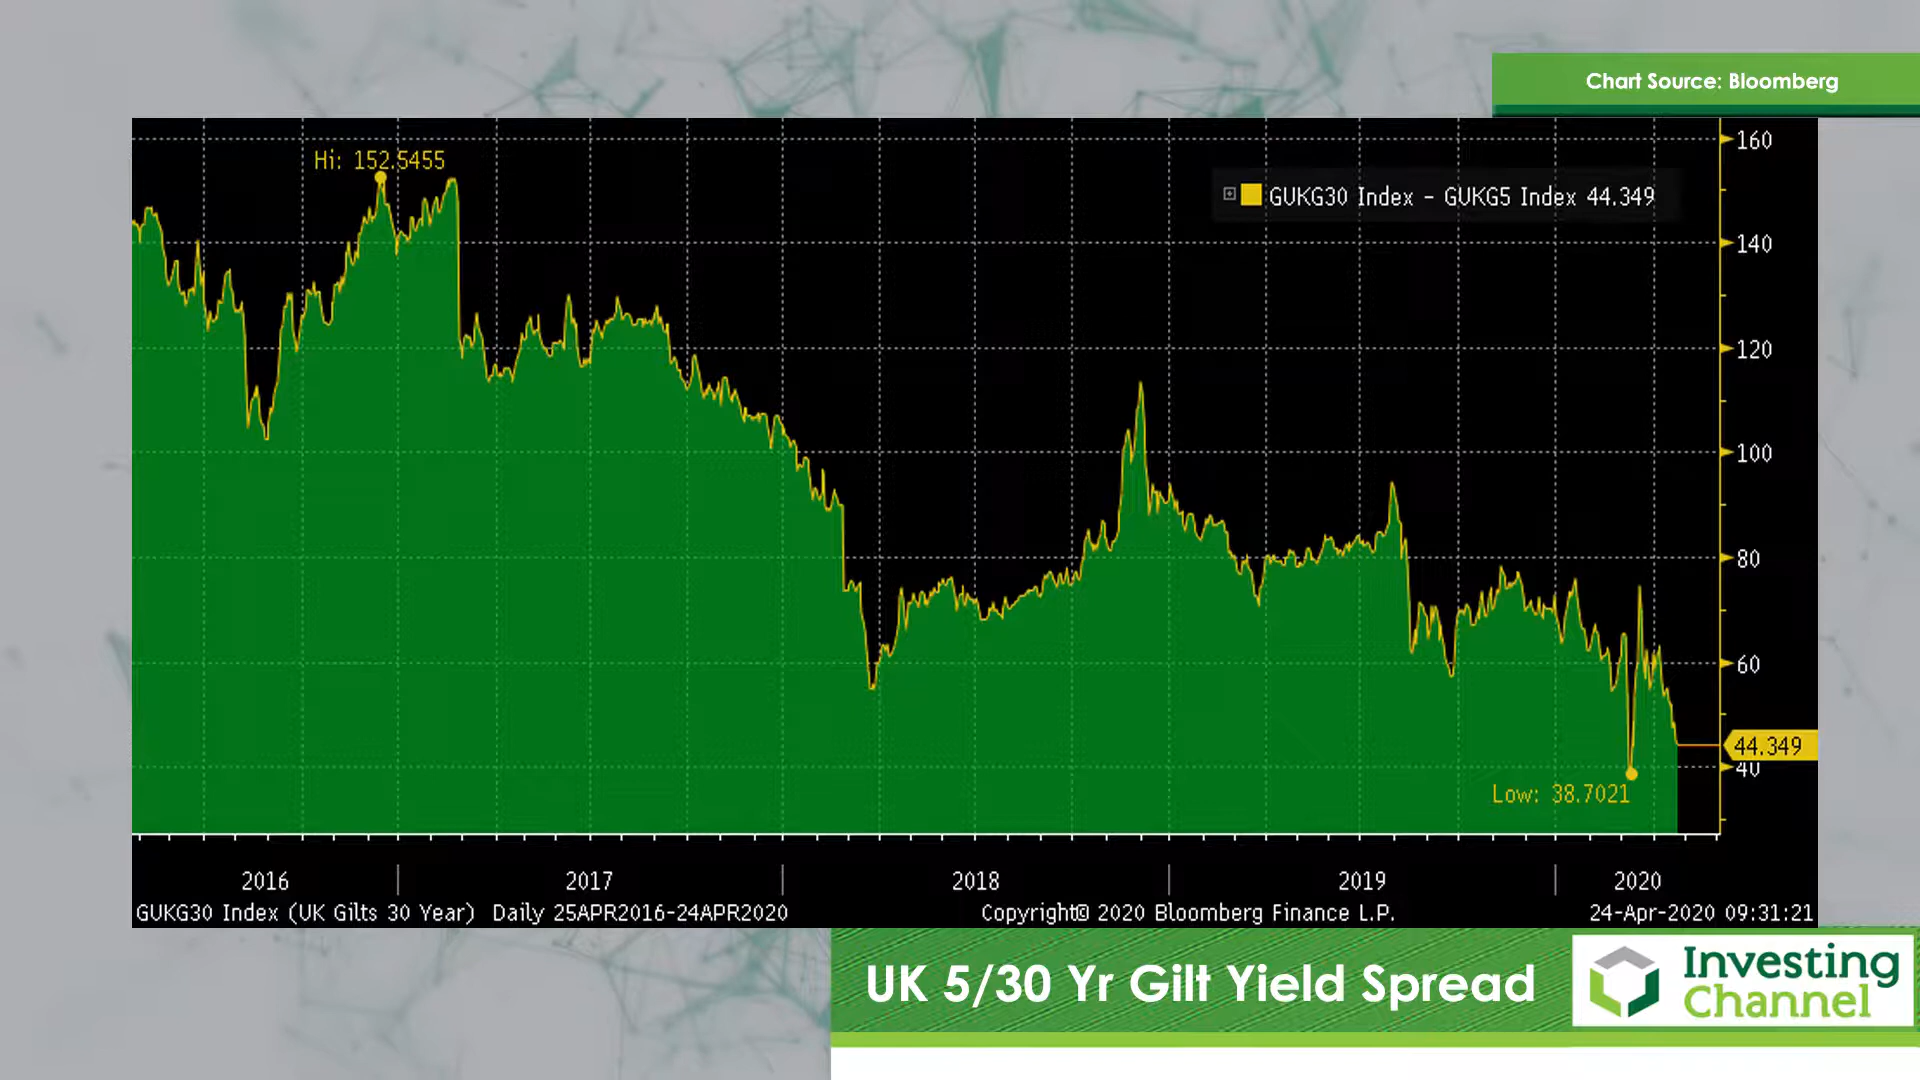 Chart Source: Bloomberg
Hi: 152.5455
GUKG30 Index - GUKG5 Index 44.349
160
140
120
100
80
60
44.349
40
Low: 38.7021
2016 2017 2018 2019 2020
GUKG30 Index (UK Gilts 30 Year) Daily 25APR2016-24APR2020 Copyright© 2020 Bloomberg Finance L.P. 24-Apr-2020 09:31:21
UK 5/30 Yr Gilt Yield Spread
Investing
Channel